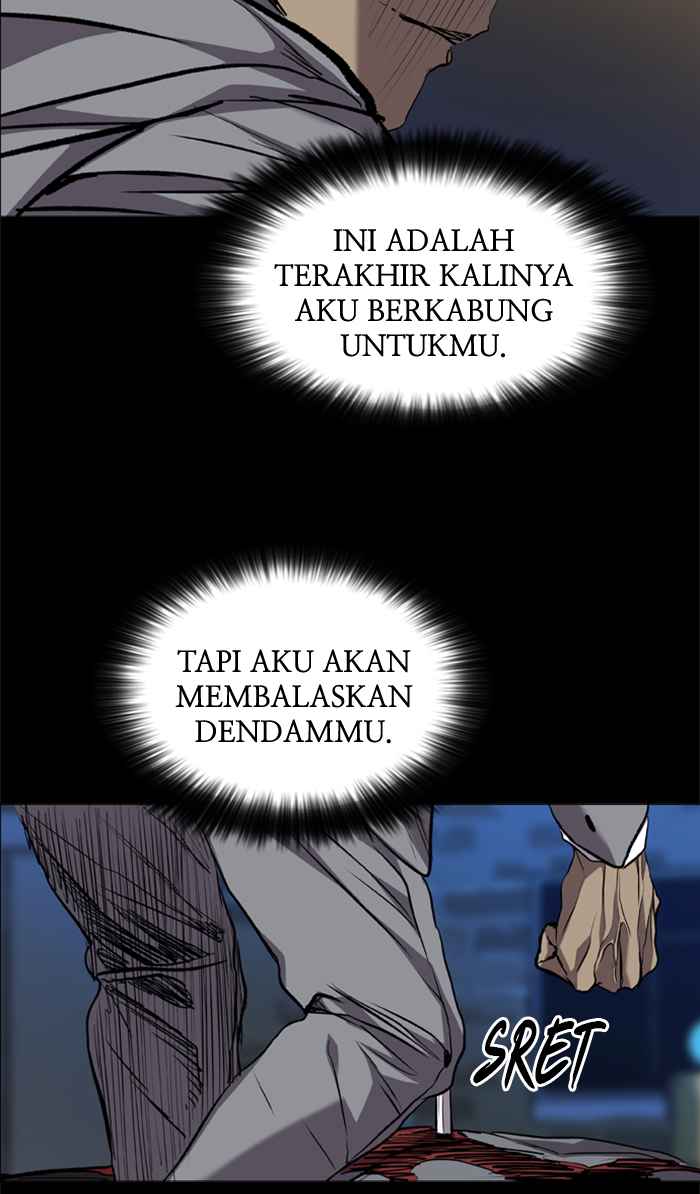 INI ADALAH
TERAKHIR KALINYA
AKU BERKABUNG
UNTUKMU.
TAPI AKU AKAN
MEMBALASKAN
DENDAMMU.
SRET